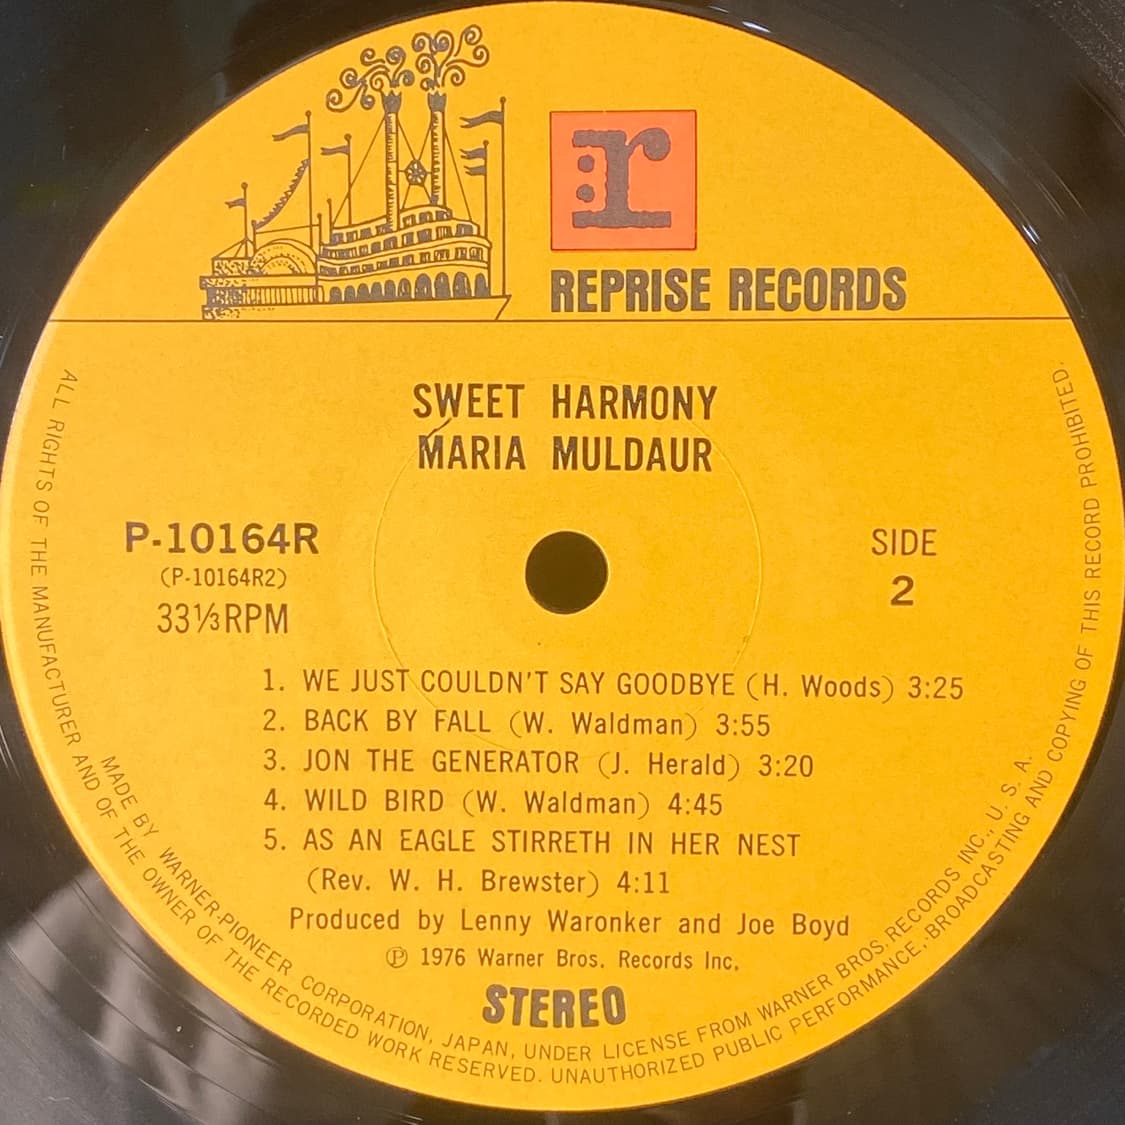 r:
REPRISE RECORDS
SWEET HARMONY
MARIA MULDAUR
P-10164R
(P-10164R2)
33⅓RPM
SIDE
2
1. WE JUST COULDN'T SAY GOODBYE (H. Woods) 3:25
2. BACK BY FALL (W. Waldman) 3:55
3. JON THE GENERATOR (J. Herald) 3:20
4. WILD BIRD (W. Waldman) 4:45
5. AS AN EAGLE STIRRETH IN HER NEST
(Rev. W. H. Brewster) 4:11
Produced by Lenny Waronker and Joe Boyd
℗ 1976 Warner Bros. Records Inc.
STEREO
MADE BY WARNER-PIONEER CORPORATION, JAPAN, UNDER LICENSE FROM WARNER BROS. RECORDS INC., U. S. A.
ALL RIGHTS OF THE MANUFACTURER AND OF THE OWNER OF THE RECORDED WORK RESERVED. UNAUTHORIZED PUBLIC PERFORMANCE, BROADCASTING AND COPYING OF THIS RECORD PROHIBITED.